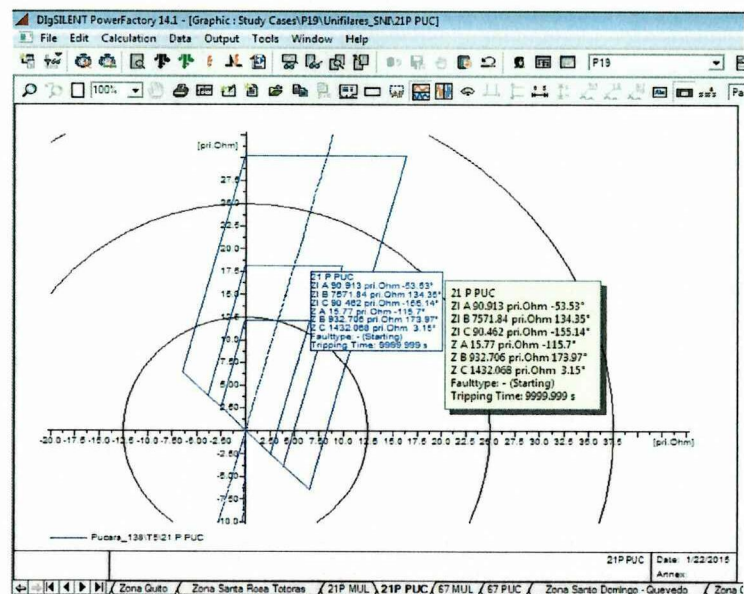 DIgSILENT PowerFactory 14.1 - [Graphic : Study Cases\P19\Unifilares_SNI\21P PUC]
File Edit Calculation Data Output Tools Window Help
P19
100%
Pa
[pri.Ohm]
27.5
25.0
22.5
20.0
17.5
15.0
12.5
10.0
7.50
5.00
2.50
-20.0 -17.5 -15.0 -12.5 -10.0 -7.50 -5.00 -2.50 2.50 5.00 7.50 10.0 12.5 15.0 17.5 20.0 22.5 25.0 27.5 30.0 32.5 35.0 37.5
[pri.Ohm]
-2.50
-5.00
-7.50
-10.0
21 P PUC
ZI A 90.913 pri.Ohm -53.53°
ZI B 7571.84 pri.Ohm 134.35°
ZI C 90.462 pri.Ohm -155.14°
Z A 15.77 pri.Ohm -115.7°
Z B 932.706 pri.Ohm 173.97°
Z C 1432.068 pri.Ohm 3.15°
Faulttype: - (Starting)
Tripping Time: 9999.999 s
21 P PUC
ZI A 90.913 pri.Ohm -53.53°
ZI B 7571.84 pri.Ohm 134.35°
ZI C 90.462 pri.Ohm -155.14°
Z A 15.77 pri.Ohm -115.7°
Z B 932.706 pri.Ohm 173.97°
Z C 1432.068 pri.Ohm 3.15°
Faulttype: - (Starting)
Tripping Time: 9999.999 s
Pucara_138\T5\21 P PUC
21P PUC
Date: 1/22/2015
Annex:
Zona Quito
Zona Santa Rosa Totoras
21P MUL
21P PUC
67 MUL
67 PUC
Zona Santo Domingo - Quevedo
Zona